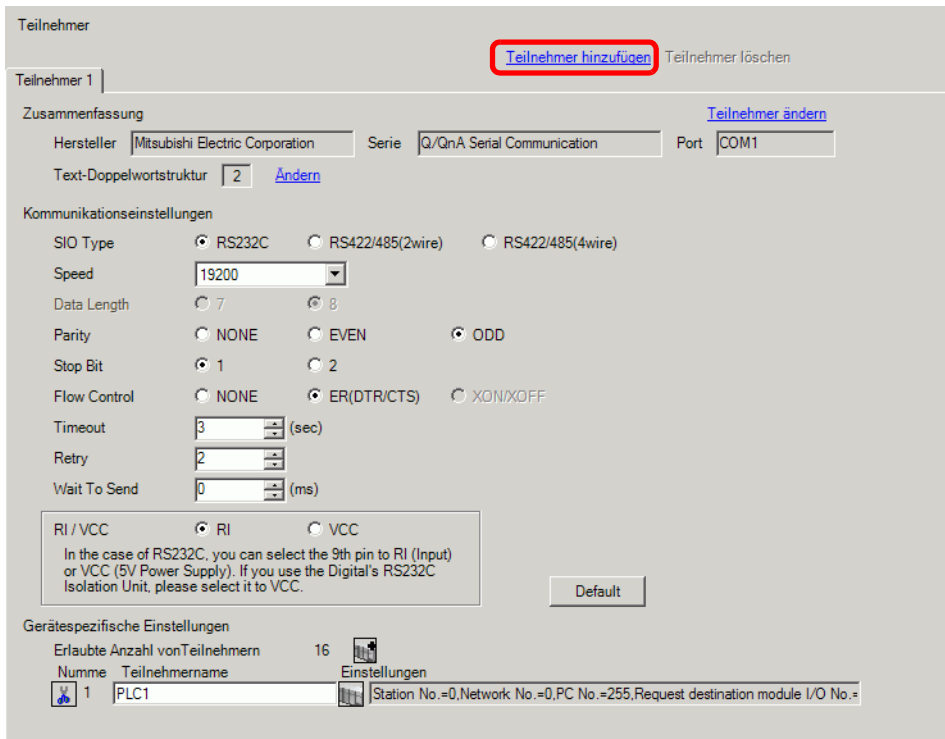 Teilnehmer
Teilnehmer hinzufügen Teilnehmer löschen
Teilnehmer 1
Zusammenfassung Teilnehmer ändern
Hersteller Mitsubishi Electric Corporation Serie Q/QnA Serial Communication Port COM1
Text-Doppelwortstruktur 2 Ändern
Kommunikationseinstellungen
SIO Type RS232C RS422/485(2wire) RS422/485(4wire)
Speed 19200
Data Length 7 8
Parity NONE EVEN ODD
Stop Bit 1 2
Flow Control NONE ER(DTR/CTS) XON/XOFF
Timeout 3 (sec)
Retry 2
Wait To Send 0 (ms)
RI / VCC RI VCC
In the case of RS232C, you can select the 9th pin to RI (Input)
or VCC (5V Power Supply). If you use the Digital's RS232C
Isolation Unit, please select it to VCC.
Default
Gerätespezifische Einstellungen
Erlaubte Anzahl vonTeilnehmern 16
Numme Teilnehmername Einstellungen
1 PLC1 Station No.=0,Network No.=0,PC No.=255,Request destination module I/O No.=